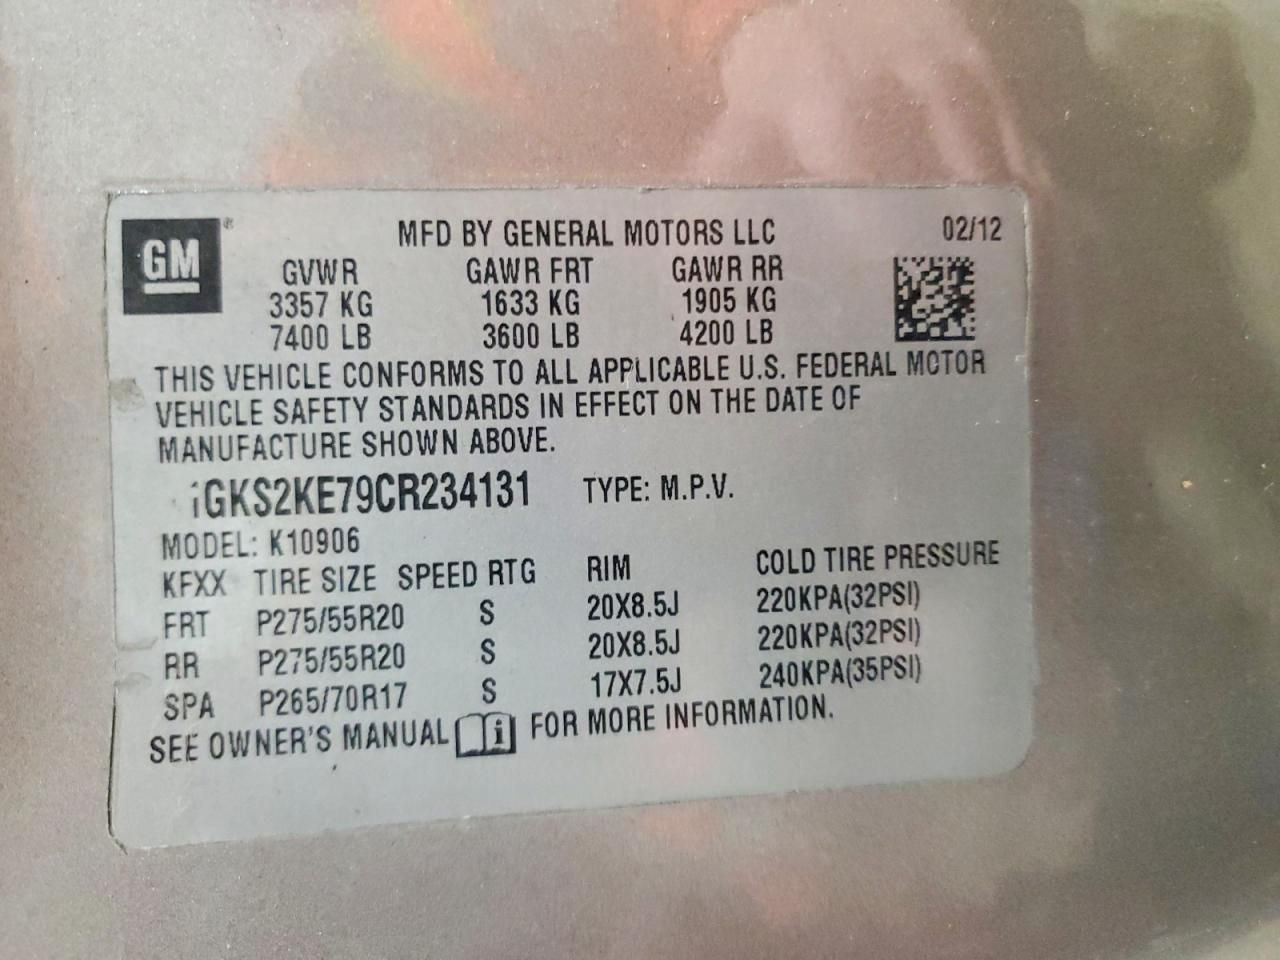 GM® MFD BY GENERAL MOTORS LLC 02/12
GVWR GAWR FRT GAWR RR
3357 KG 1633 KG 1905 KG
7400 LB 3600 LB 4200 LB
THIS VEHICLE CONFORMS TO ALL APPLICABLE U.S. FEDERAL MOTOR
VEHICLE SAFETY STANDARDS IN EFFECT ON THE DATE OF
MANUFACTURE SHOWN ABOVE.
1GKS2KE79CR234131 TYPE: M.P.V.
MODEL: K10906
KFXX TIRE SIZE SPEED RTG RIM COLD TIRE PRESSURE
FRT P275/55R20 S 20X8.5J 220KPA(32PSI)
RR P275/55R20 S 20X8.5J 220KPA(32PSI)
SPA P265/70R17 S 17X7.5J 240KPA(35PSI)
SEE OWNER'S MANUAL i FOR MORE INFORMATION.